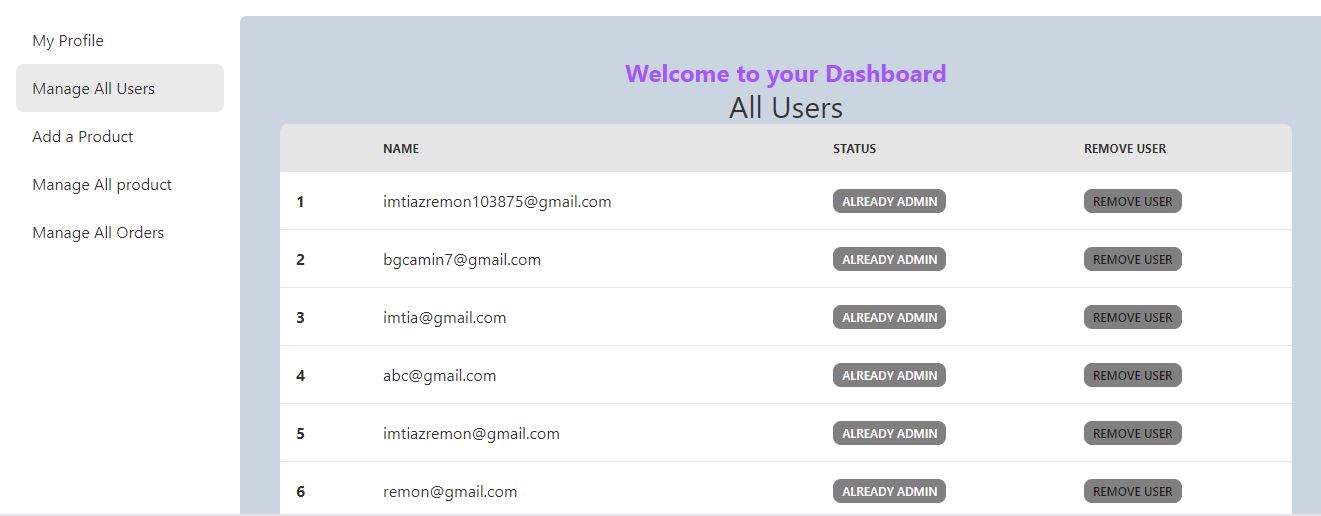 My Profile
Manage All Users
Add a Product
Manage All product
Manage All Orders
Welcome to your Dashboard
All Users
NAME STATUS REMOVE USER
1 imtiazremon103875@gmail.com ALREADY ADMIN REMOVE USER
2 bgcamin7@gmail.com ALREADY ADMIN REMOVE USER
3 imtia@gmail.com ALREADY ADMIN REMOVE USER
4 abc@gmail.com ALREADY ADMIN REMOVE USER
5 imtiazremon@gmail.com ALREADY ADMIN REMOVE USER
6 remon@gmail.com ALREADY ADMIN REMOVE USER